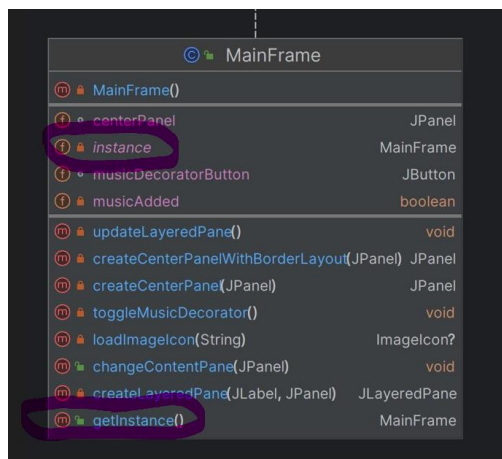 MainFrame
MainFrame()
centerPanel JPanel
instance MainFrame
musicDecoratorButton JButton
musicAdded boolean
updateLayeredPane() void
createCenterPanelWithBorderLayout(JPanel) JPanel
createCenterPanel(JPanel) JPanel
toggleMusicDecorator() void
loadImageIcon(String) ImageIcon?
changeContentPane(JPanel) void
createLayeredPane(JLabel, JPanel) JLayeredPane
getInstance() MainFrame